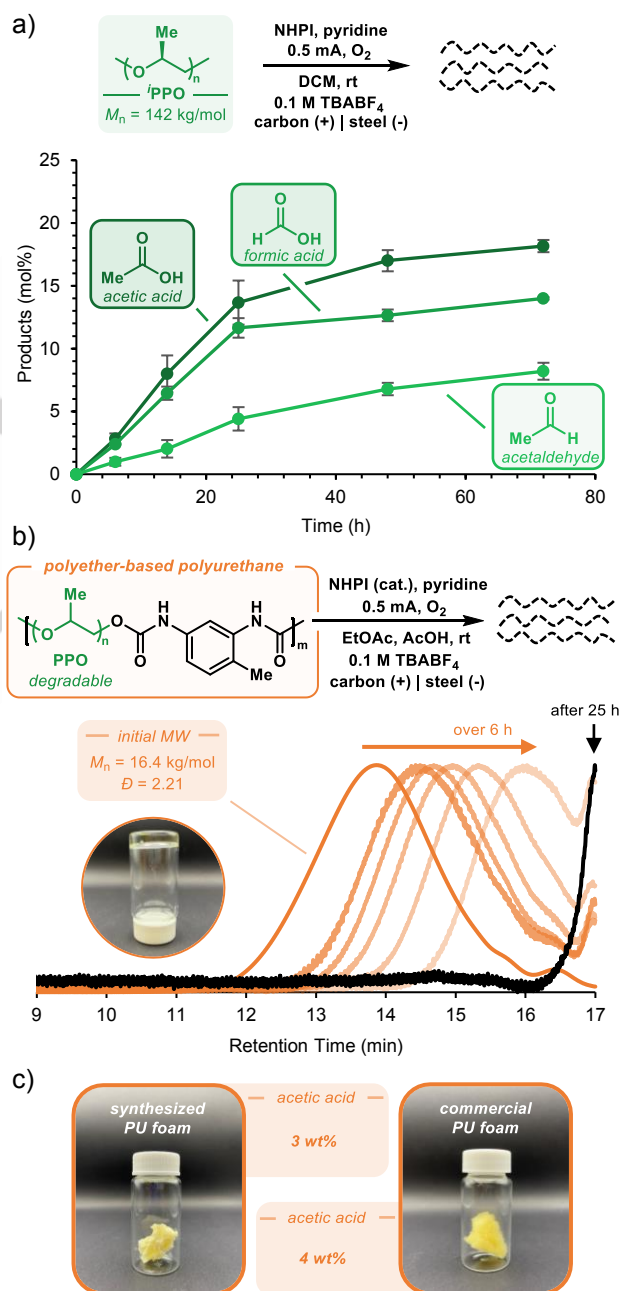 a)
Me
O
n
iPPO
Mn = 142 kg/mol
NHPI, pyridine
0.5 mA, O2
DCM, rt
0.1 M TBABF4
carbon (+) | steel (-)
25
20
15
10
5
0
Products (mol%)
O
Me OH
acetic acid
O
H OH
formic acid
O
Me H
acetaldehyde
0 20 40 60 80
Time (h)
b)
polyether-based polyurethane
Me
O
n
O
O
H
N
H
N
O
m
Me
PPO
degradable
NHPI (cat.), pyridine
0.5 mA, O2
EtOAc, AcOH, rt
0.1 M TBABF4
carbon (+) | steel (-)
initial MW
Mn = 16.4 kg/mol
Đ = 2.21
over 6 h
after 25 h
9 10 11 12 13 14 15 16 17
Retention Time (min)
c)
synthesized
PU foam
acetic acid
3 wt%
commercial
PU foam
acetic acid
4 wt%